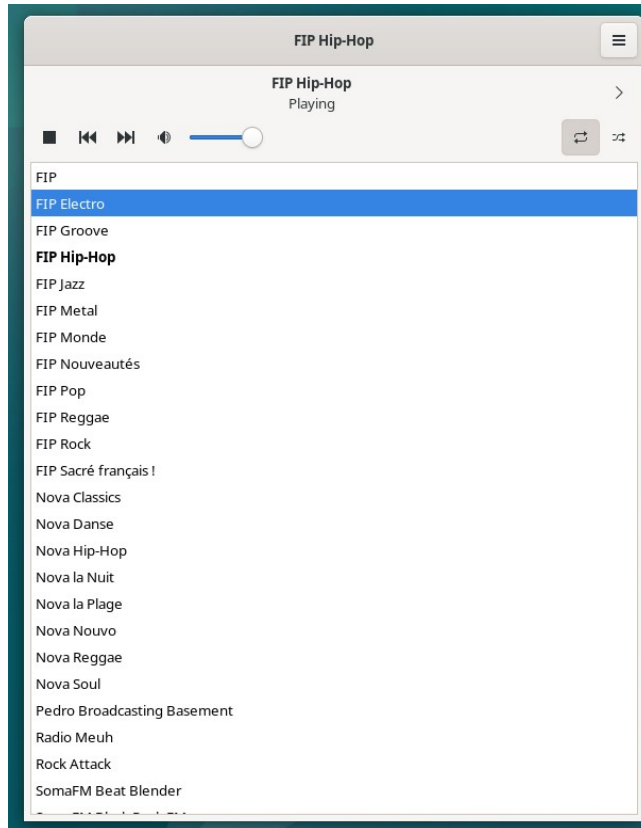 FIP Hip-Hop
FIP Hip-Hop
Playing
FIP
FIP Electro
FIP Groove
FIP Hip-Hop
FIP Jazz
FIP Metal
FIP Monde
FIP Nouveautés
FIP Pop
FIP Reggae
FIP Rock
FIP Sacré français !
Nova Classics
Nova Danse
Nova Hip-Hop
Nova la Nuit
Nova la Plage
Nova Nouvo
Nova Reggae
Nova Soul
Pedro Broadcasting Basement
Radio Meuh
Rock Attack
SomaFM Beat Blender